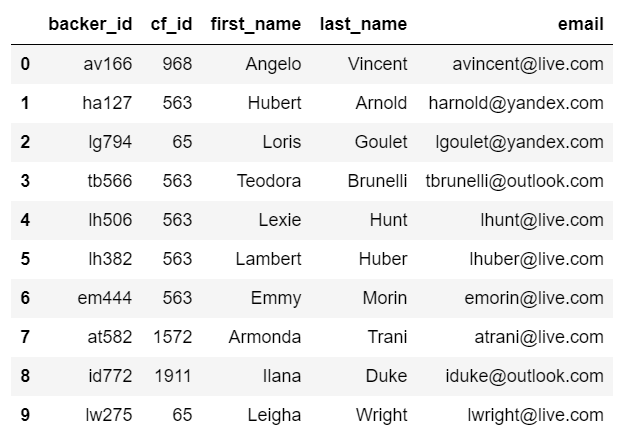 backer_id cf_id first_name last_name email
0 av166 968 Angelo Vincent avincent@live.com
1 ha127 563 Hubert Arnold harnold@yandex.com
2 lg794 65 Loris Goulet lgoulet@yandex.com
3 tb566 563 Teodora Brunelli tbrunelli@outlook.com
4 lh506 563 Lexie Hunt lhunt@live.com
5 lh382 563 Lambert Huber lhuber@live.com
6 em444 563 Emmy Morin emorin@live.com
7 at582 1572 Armonda Trani atrani@live.com
8 id772 1911 Ilana Duke iduke@outlook.com
9 lw275 65 Leigha Wright lwright@live.com